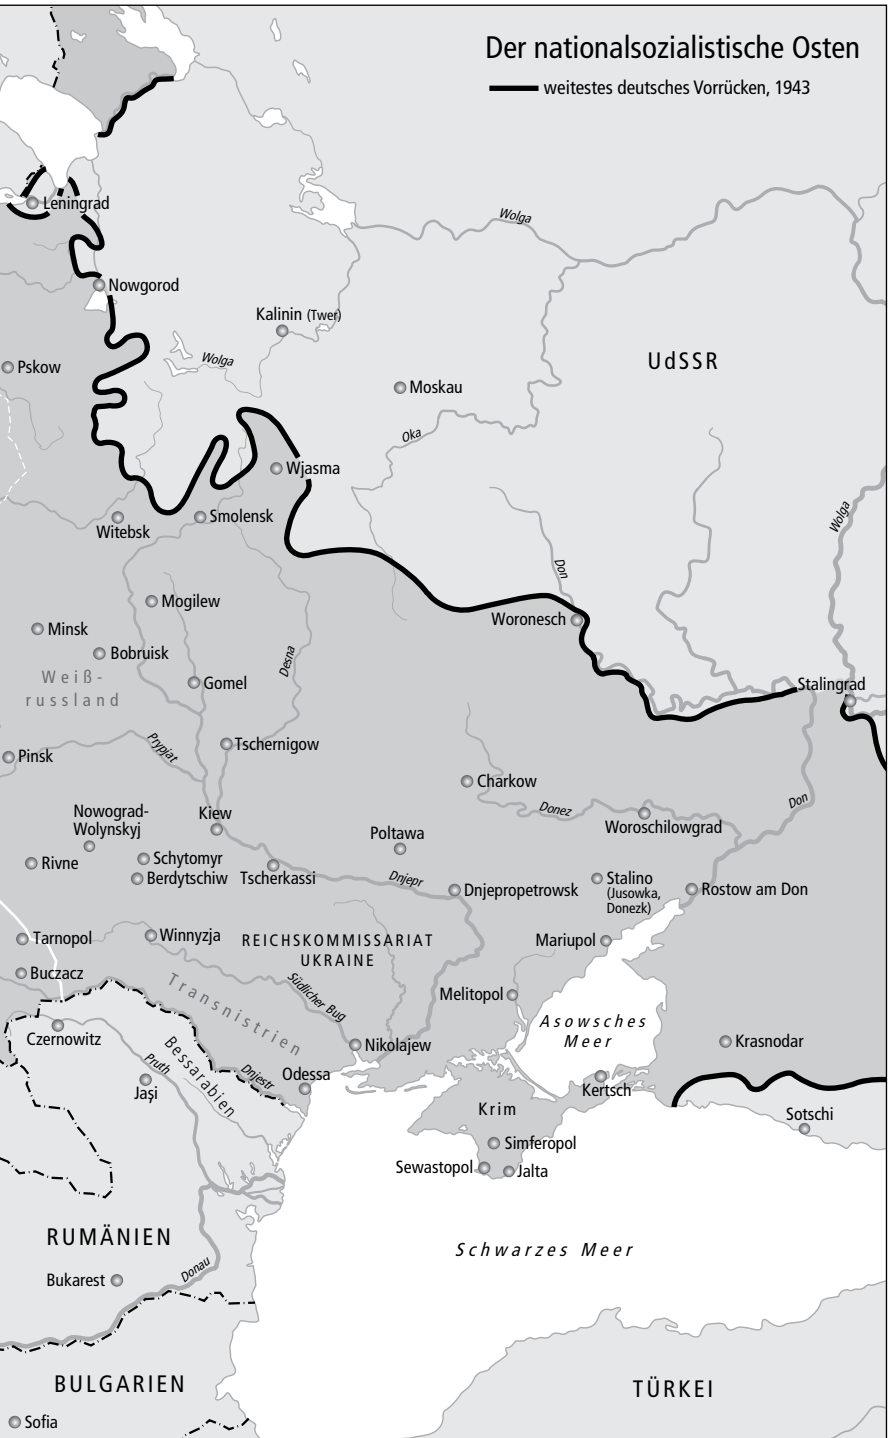 Der nationalsozialistische Osten
weitestes deutsches Vorrücken, 1943
Leningrad
Wolga
Nowgorod
Kalinin (Twer)
Wolga
UdSSR
Pskow
Moskau
Oka
Wjasma
Wolga
Witebsk
Smolensk
Don
Mogilew
Woronesch
Minsk
Bobruisk
Desna
Weiß-
russland
Gomel
Stalingrad
Prypjat
Tschernigow
Pinsk
Charkow
Donez
Don
Nowograd-
Wolynskyj
Kiew
Woroschilowgrad
Poltawa
Rivne
Schytomyr
Berdytschiw
Tscherkassi
Dnjepr
Dnjepropetrowsk
Stalino
(Jusowka,
Donezk)
Rostow am Don
Tarnopol
Winnyzja
REICHSKOMMISSARIAT
UKRAINE
Mariupol
Buczacz
Transnistrien
Südlicher Bug
Melitopol
Asowsches
Meer
Czernowitz
Bessarabien
Nikolajew
Krasnodar
Pruth
Dnjestr
Odessa
Jaşi
Kertsch
Krim
Sotschi
Simferopol
Sewastopol
Jalta
RUMÄNIEN
Schwarzes Meer
Bukarest
Donau
BULGARIEN
TÜRKEI
Sofia